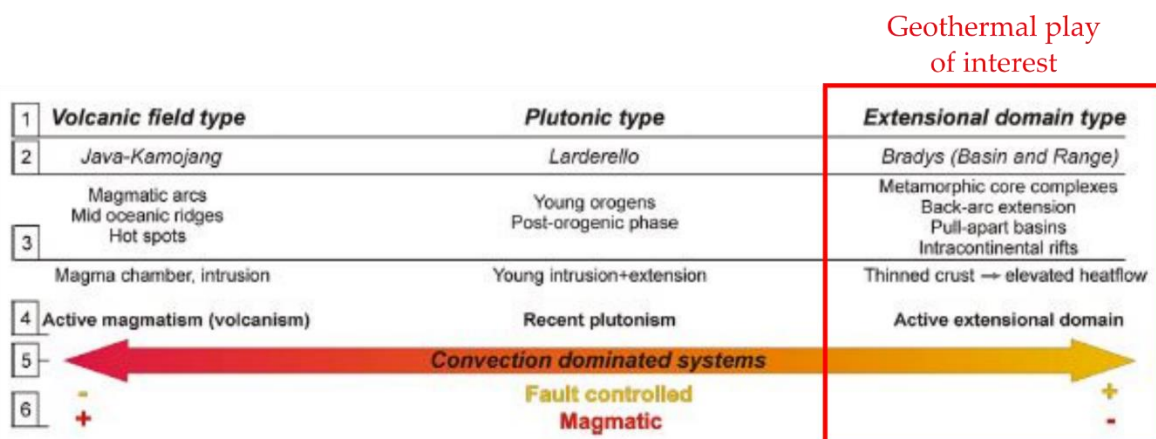 Geothermal play
of interest
1 Volcanic field type Plutonic type Extensional domain type
2 Java-Kamojang Larderello Bradys (Basin and Range)
3
Magmatic arcs
Mid oceanic ridges
Hot spots
Young orogens
Post-orogenic phase
Metamorphic core complexes
Back-arc extension
Pull-apart basins
Intracontinental rifts
Magma chamber, intrusion Young intrusion+extension Thinned crust → elevated heatflow
4 Active magmatism (volcanism) Recent plutonism Active extensional domain
5 Convection dominated systems
6
- Fault controlled +
+ Magmatic -